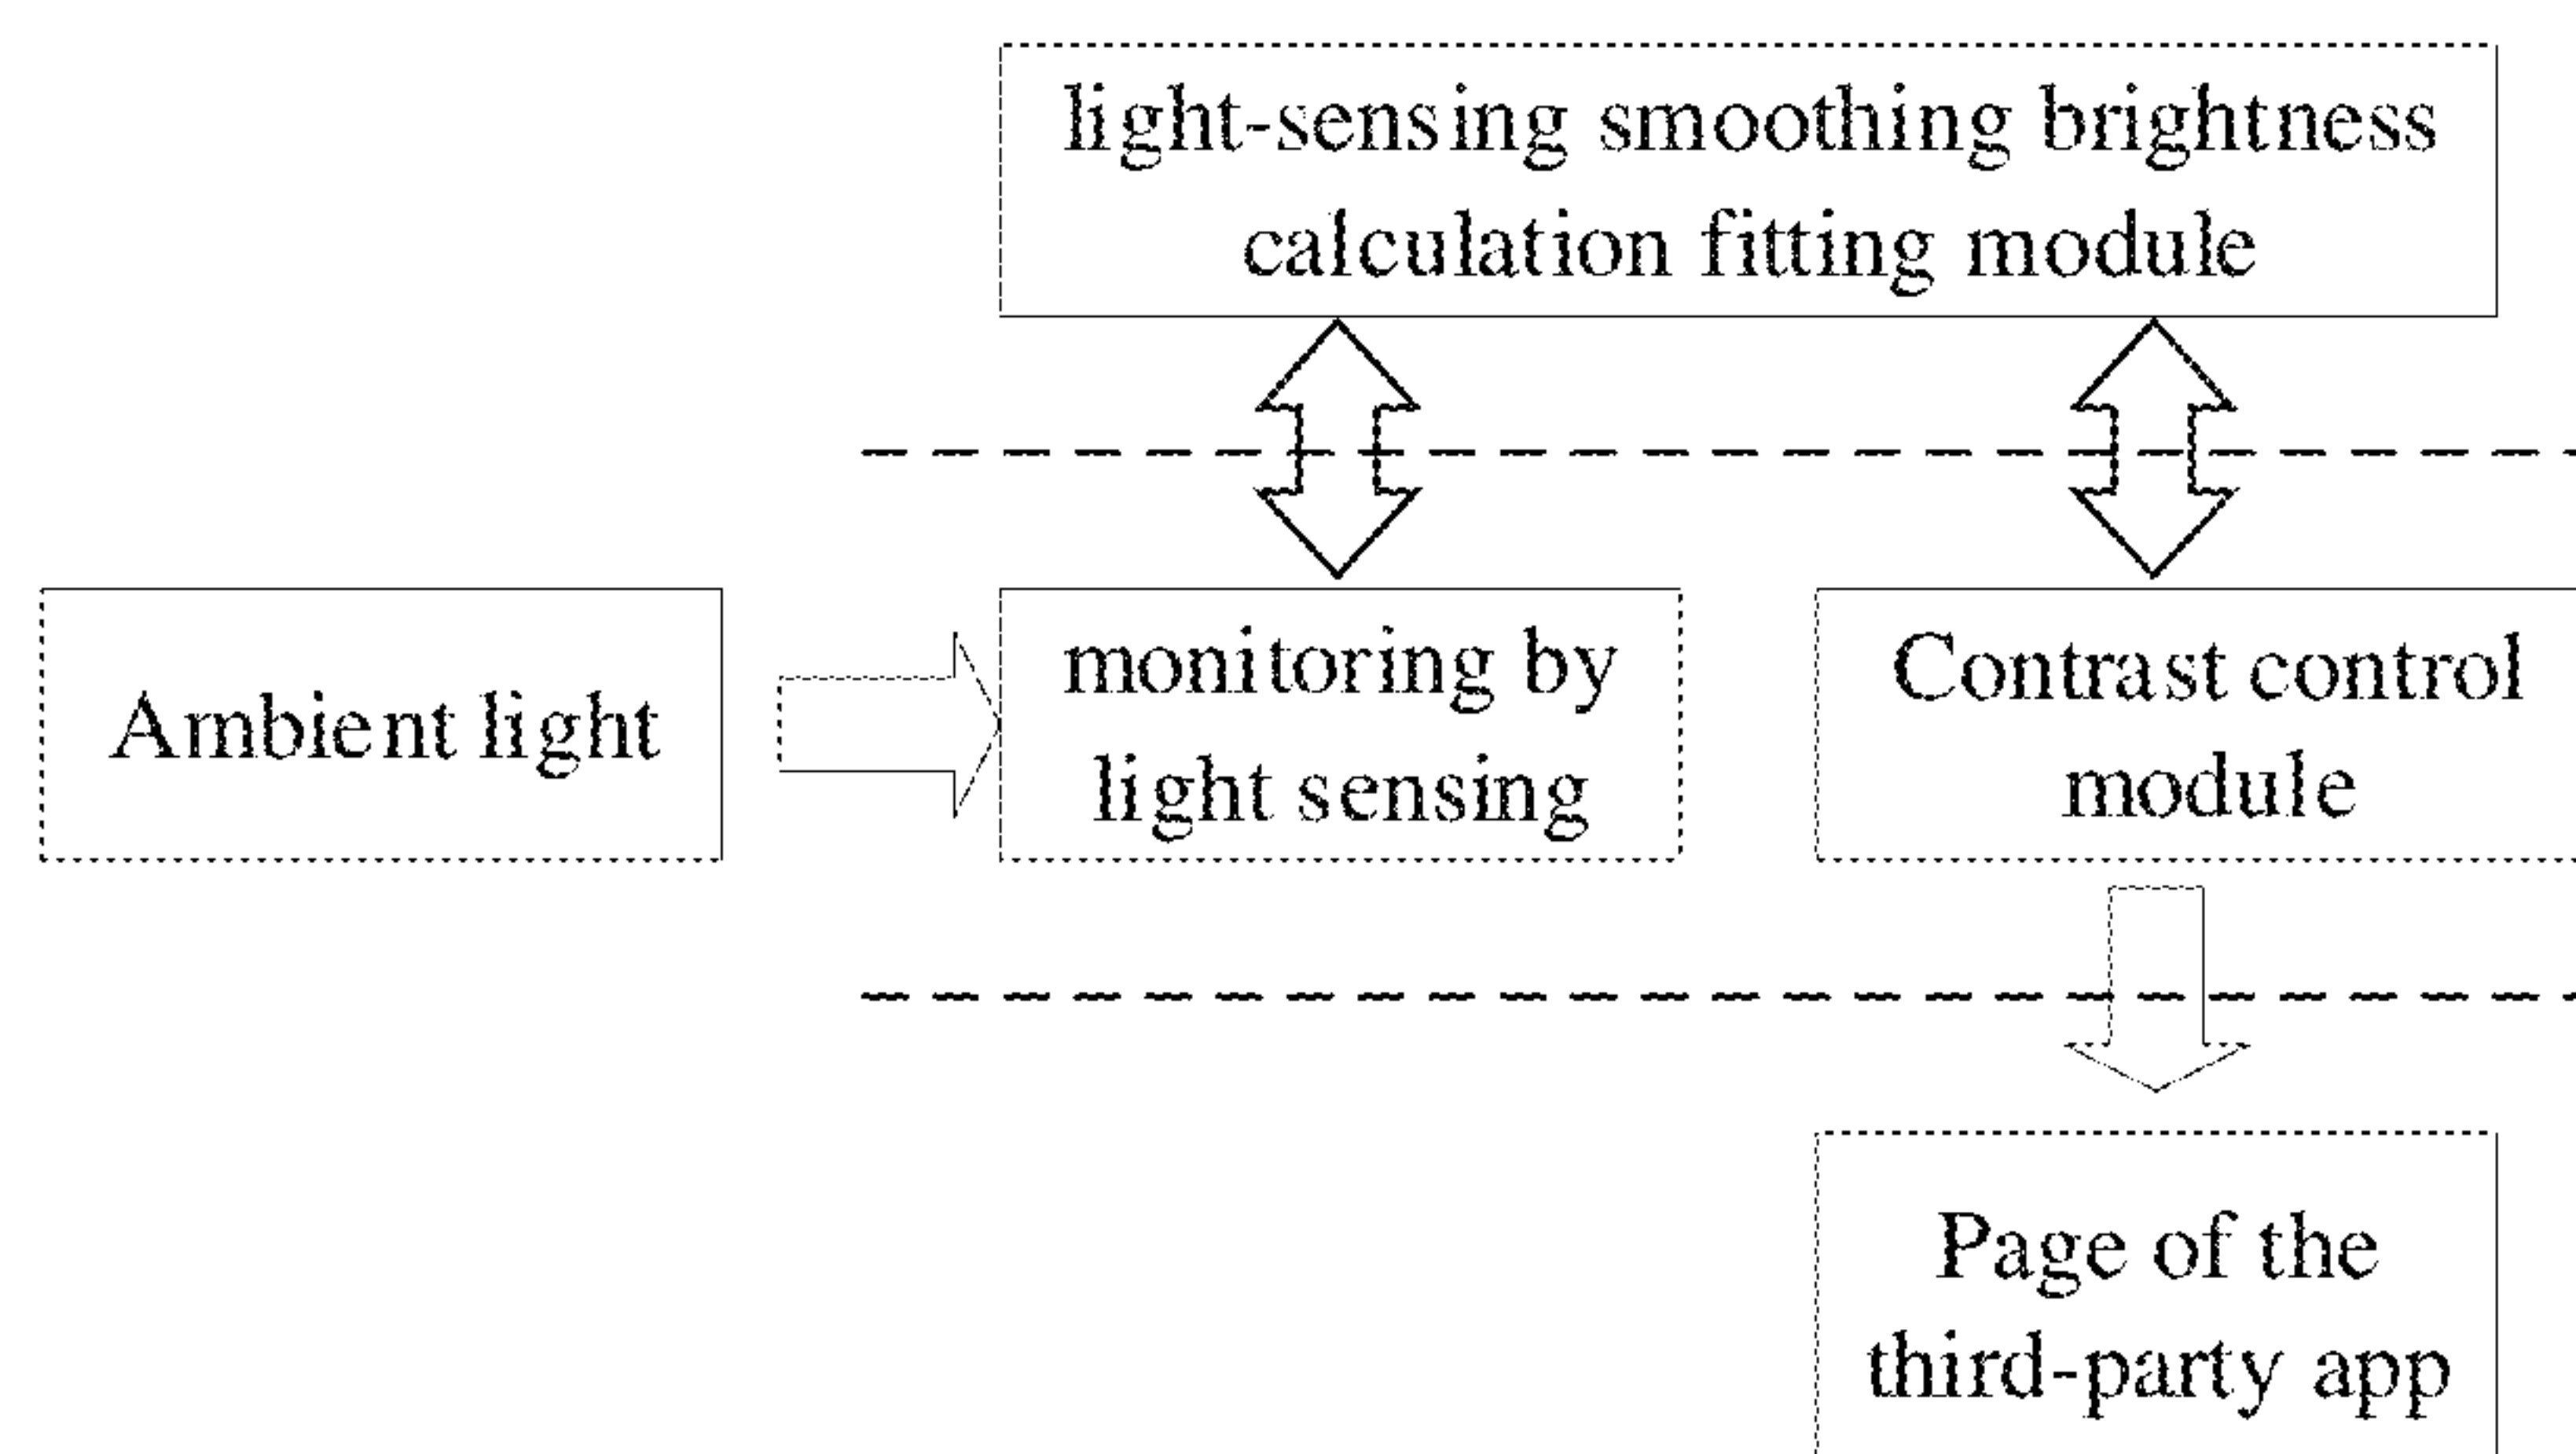 light-sensing smoothing brightness
calculation fitting module
Ambient light
monitoring by
light sensing
Contrast control
module
Page of the
third-party app